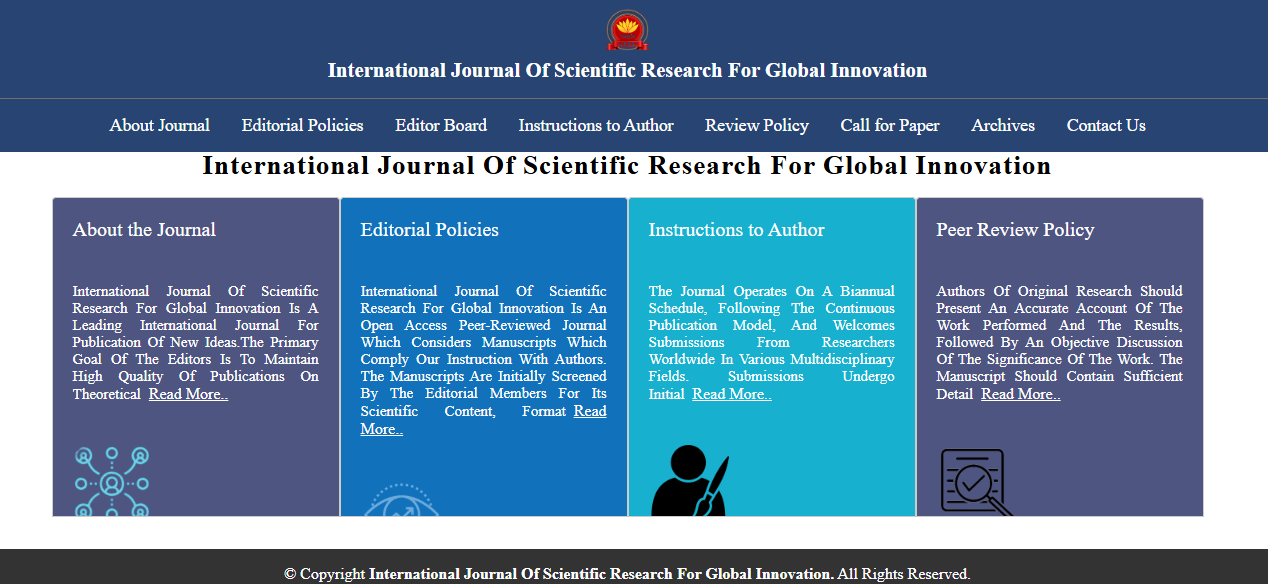 International Journal Of Scientific Research For Global Innovation
About Journal Editorial Policies Editor Board Instructions to Author Review Policy Call for Paper Archives Contact Us
International Journal Of Scientific Research For Global Innovation
About the Journal
International Journal Of Scientific
Research For Global Innovation Is A
Leading International Journal For
Publication Of New Ideas.The Primary
Goal Of The Editors Is To Maintain
High Quality Of Publications On
Theoretical Read More..
Editorial Policies
International Journal Of Scientific
Research For Global Innovation Is An
Open Access Peer-Reviewed Journal
Which Considers Manuscripts Which
Comply Our Instruction With Authors.
The Manuscripts Are Initially Screened
By The Editorial Members For Its
Scientific Content, Format Read
More..
Instructions to Author
The Journal Operates On A Biannual
Schedule, Following The Continuous
Publication Model, And Welcomes
Submissions From Researchers
Worldwide In Various Multidisciplinary
Fields. Submissions Undergo
Initial Read More..
Peer Review Policy
Authors Of Original Research Should
Present An Accurate Account Of The
Work Performed And The Results,
Followed By An Objective Discussion
Of The Significance Of The Work. The
Manuscript Should Contain Sufficient
Detail Read More..
© Copyright International Journal Of Scientific Research For Global Innovation. All Rights Reserved.